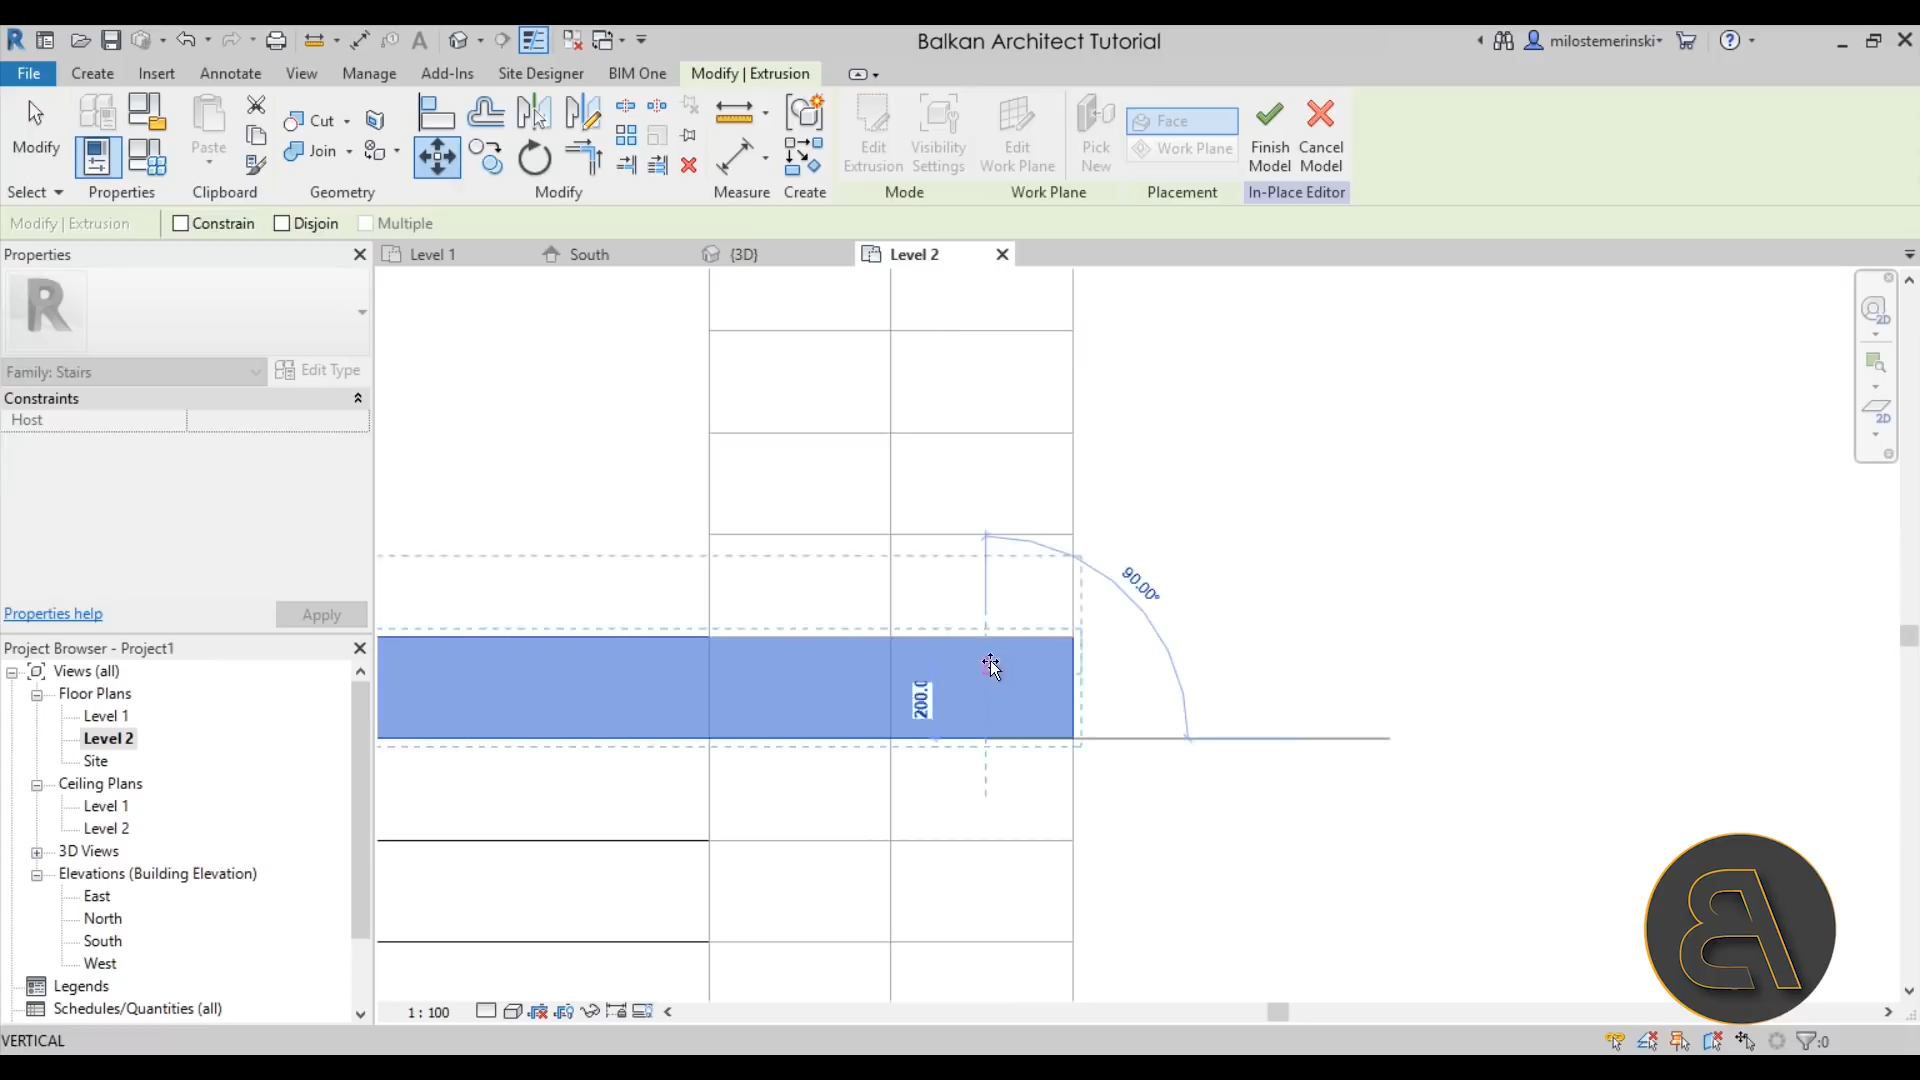 Balkan Architect Tutorial
milostemerinski
File Create Insert Annotate View Manage Add-Ins Site Designer BIM One Modify | Extrusion
Modify Paste Cut Join Edit Extrusion Visibility Settings Edit Work Plane Pick New Face Work Plane Finish Model Cancel Model
Select Properties Clipboard Geometry Modify Measure Create Mode Work Plane Placement In-Place Editor
Modify | Extrusion Constrain Disjoin Multiple
Properties
Level 1 South {3D} Level 2
R
Family: Stairs Edit Type
Constraints
Host
Properties help Apply
Project Browser - Project1
Views (all)
Floor Plans
Level 1
Level 2
Site
Ceiling Plans
Level 1
Level 2
3D Views
Elevations (Building Elevation)
East
North
South
West
Legends
Schedules/Quantities (all)
90.00°
200.0
2D
2D
1 : 100
VERTICAL
:0